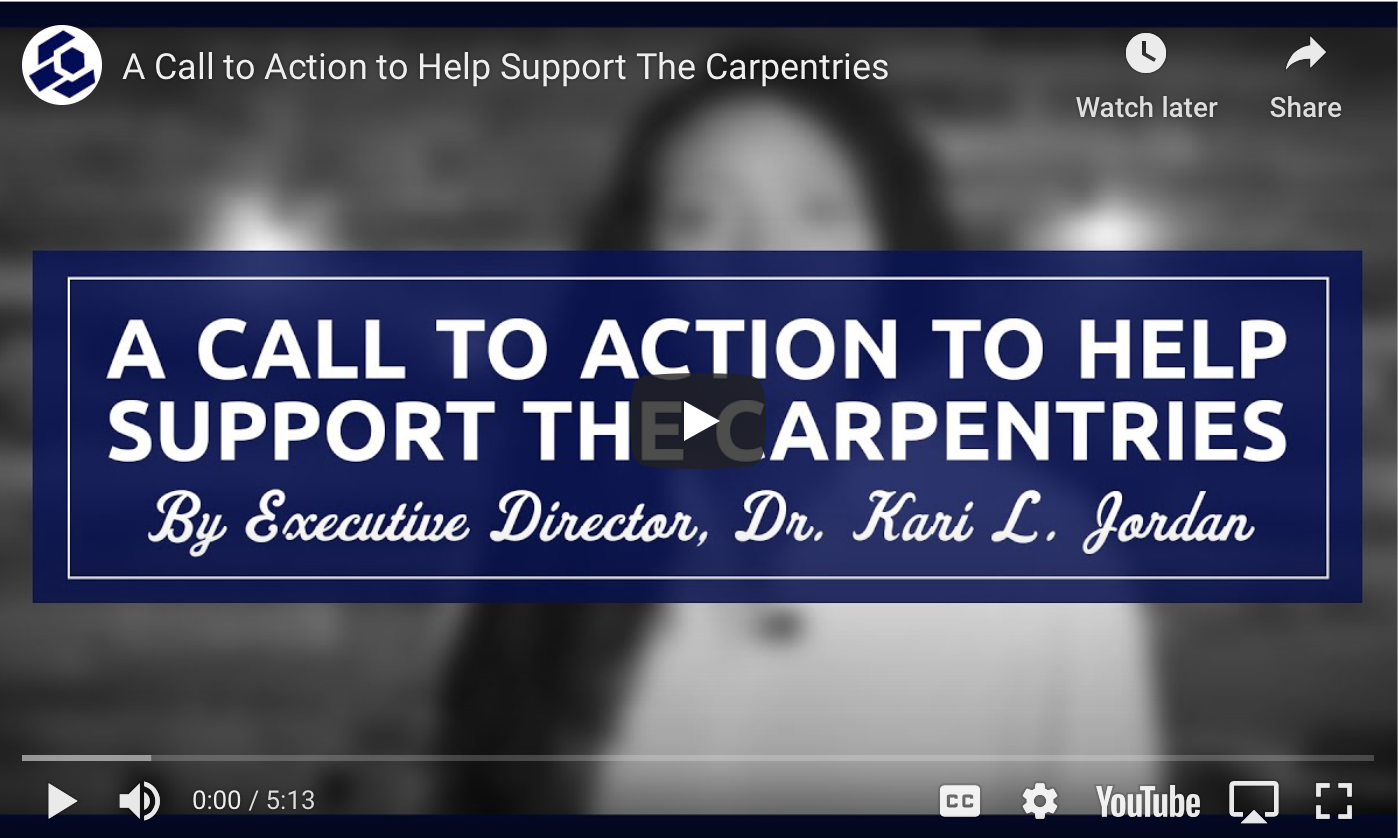 A Call to Action to Help Support The Carpentries
Watch later
Share
A CALL TO ACTION TO HELP
SUPPORT THE CARPENTRIES
By Executive Director, Dr. Kari L. Jordan
0:00 / 5:13
CC
YouTube